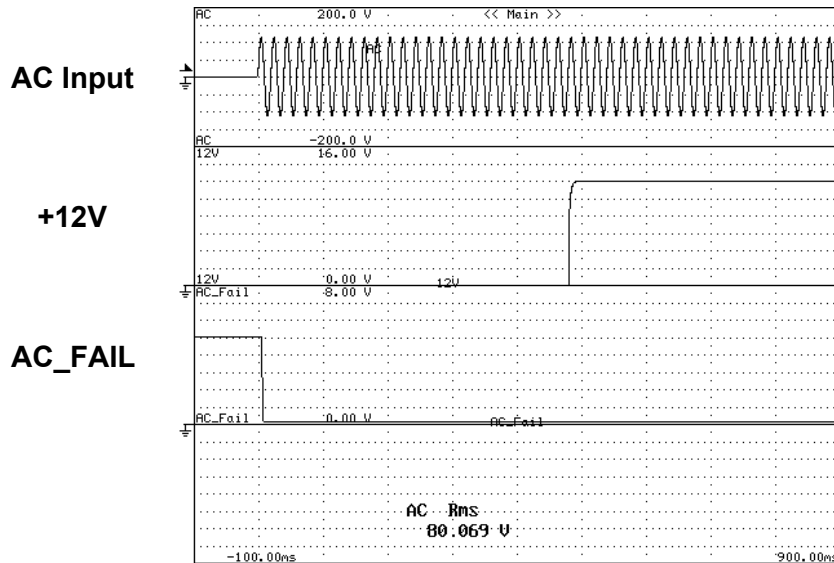 AC 200.0 V << Main >>
AC Input
AC
AC -200.0 V
12V 16.00 V
+12V
12V 0.00 V 12V
AC_Fail 8.00 V
AC_FAIL
AC_Fail 0.00 V AC_Fail
AC Rms
80.069 V
-100.00ms 900.00ms